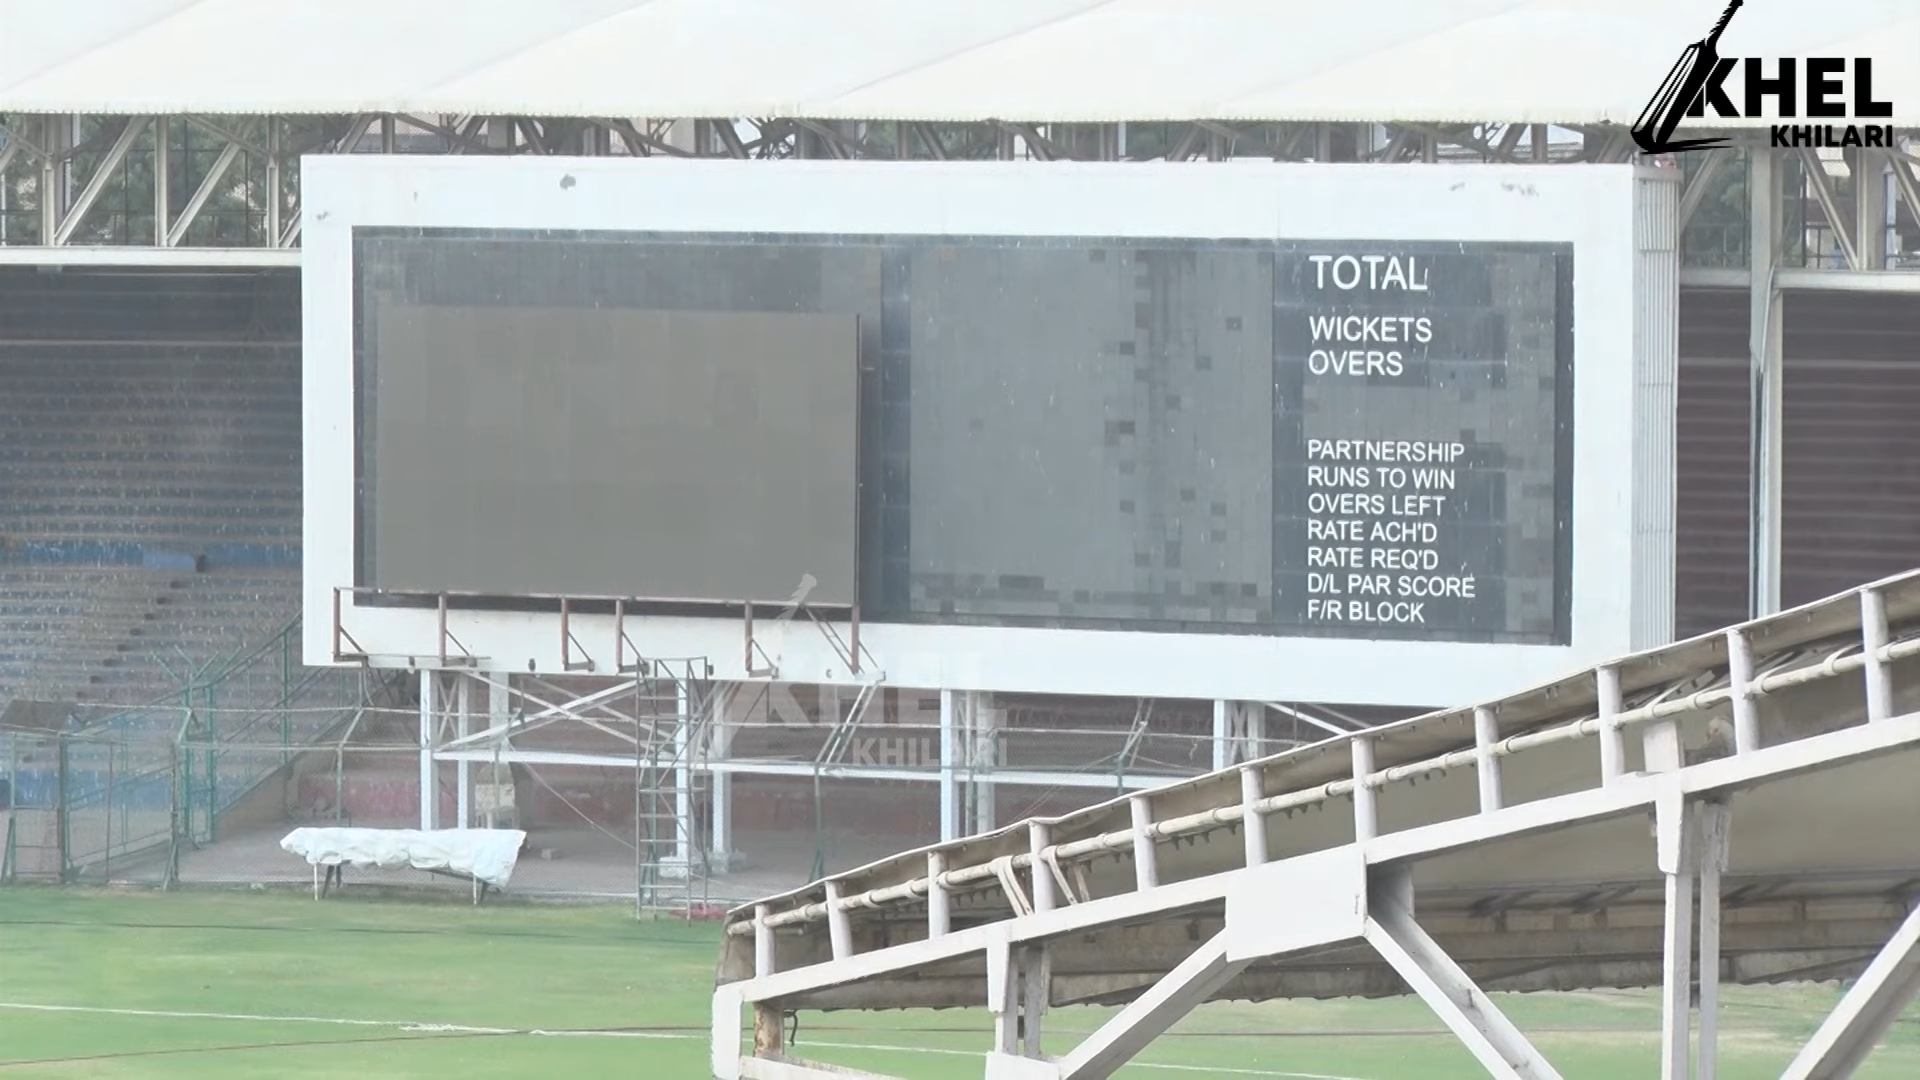 KHEL
KHILARI
TOTAL
WICKETS
OVERS
PARTNERSHIP
RUNS TO WIN
OVERS LEFT
RATE ACH'D
RATE REQ'D
D/L PAR SCORE
F/R BLOCK
KHEL
KHILARI